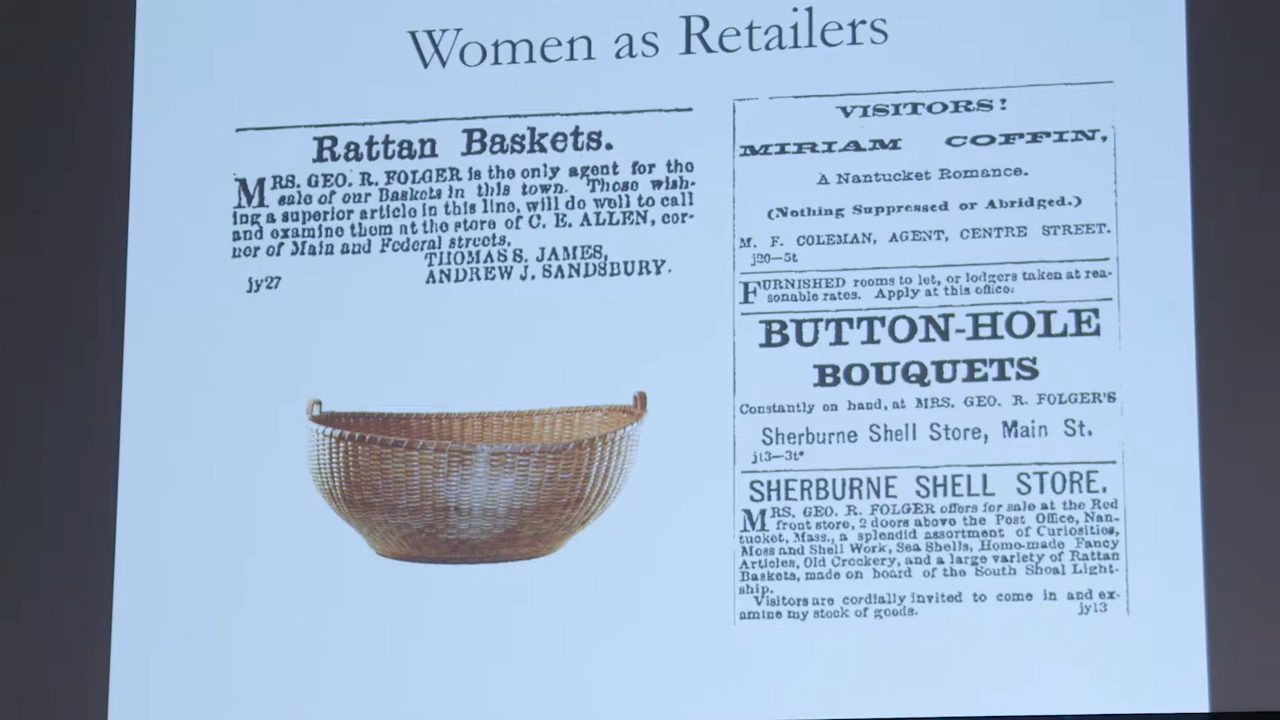 Women as Retailers
Rattan Baskets.
MRS. GEO. R. FOLGER is the only agent for the
sale of our Baskets in this town. Those wish-
ing a superior article in this line, will do well to call
and examine them at the store of C. E. ALLEN, cor-
ner of Main and Federal streets.
THOMAS S. JAMES,
ANDREW J. SANDSBURY.
jy27
VISITORS!
MIRIAM COFFIN,
A Nantucket Romance.
(Nothing Suppressed or Abridged.)
M. F. COLEMAN, AGENT, CENTRE STREET.
j20—5t
FURNISHED rooms to let, or lodgers taken at rea-
sonable rates. Apply at this office.
BUTTON-HOLE
BOUQUETS
Constantly on hand, at MRS. GEO. R. FOLGER'S
Sherburne Shell Store, Main St.
j13—3t*
SHERBURNE SHELL STORE.
MRS. GEO. R. FOLGER offers for sale at the Red
front store, 2 doors above the Post Office, Nan-
tucket, Mass., a splendid assortment of Curiosities,
Moss and Shell Work, Sea Shells, Home-made Fancy
Articles, Old Crockery, and a large variety of Rattan
Baskets, made on board of the South Shoal Light-
ship.
Visitors are cordially invited to come in and ex-
amine my stock of goods.
jy13